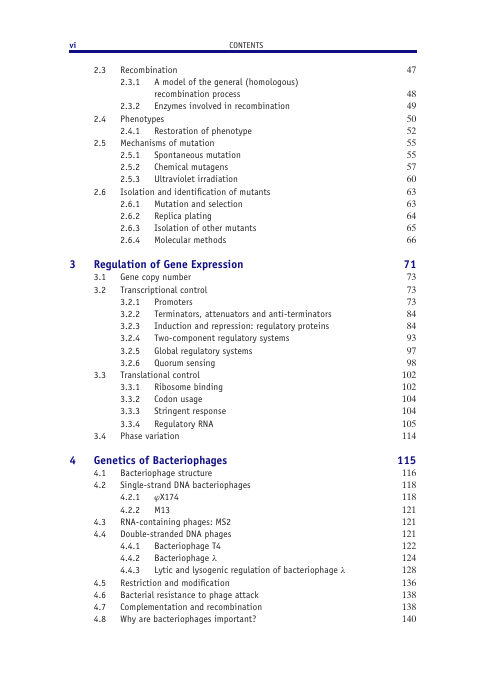 vi CONTENTS
2.3 Recombination 47
2.3.1 A model of the general (homologous)
recombination process 48
2.3.2 Enzymes involved in recombination 49
2.4 Phenotypes 50
2.4.1 Restoration of phenotype 52
2.5 Mechanisms of mutation 55
2.5.1 Spontaneous mutation 55
2.5.2 Chemical mutagens 57
2.5.3 Ultraviolet irradiation 60
2.6 Isolation and identification of mutants 63
2.6.1 Mutation and selection 63
2.6.2 Replica plating 64
2.6.3 Isolation of other mutants 65
2.6.4 Molecular methods 66
3 Regulation of Gene Expression 71
3.1 Gene copy number 73
3.2 Transcriptional control 73
3.2.1 Promoters 73
3.2.2 Terminators, attenuators and anti-terminators 84
3.2.3 Induction and repression: regulatory proteins 84
3.2.4 Two-component regulatory systems 93
3.2.5 Global regulatory systems 97
3.2.6 Quorum sensing 98
3.3 Translational control 102
3.3.1 Ribosome binding 102
3.3.2 Codon usage 104
3.3.3 Stringent response 104
3.3.4 Regulatory RNA 105
3.4 Phase variation 114
4 Genetics of Bacteriophages 115
4.1 Bacteriophage structure 116
4.2 Single-strand DNA bacteriophages 118
4.2.1 φX174 118
4.2.2 M13 121
4.3 RNA-containing phages: MS2 121
4.4 Double-stranded DNA phages 121
4.4.1 Bacteriophage T4 122
4.4.2 Bacteriophage λ 124
4.4.3 Lytic and lysogenic regulation of bacteriophage λ 128
4.5 Restriction and modification 136
4.6 Bacterial resistance to phage attack 138
4.7 Complementation and recombination 138
4.8 Why are bacteriophages important? 140